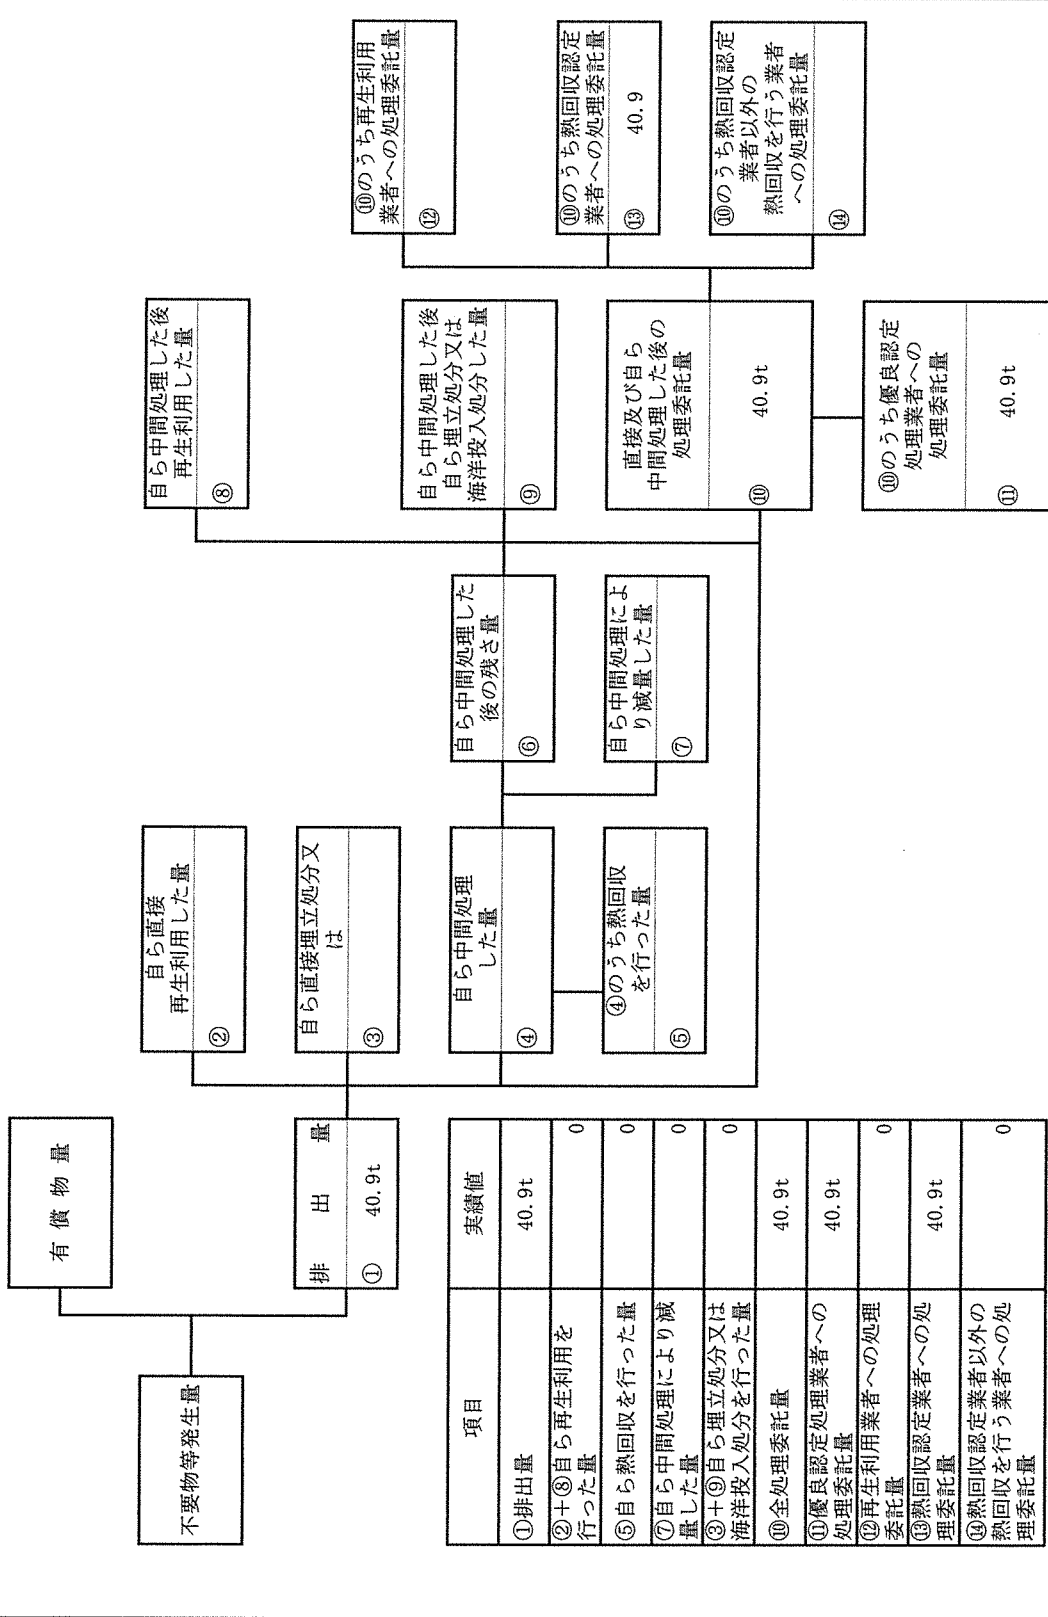 不要物等発生量
有償物量
排出量
① 40.9t
自ら直接
再生利用した量
②
自ら直接埋立処分又
は
③
自ら中間処理
した量
④
④のうち熱回収
を行った量
⑤
自ら中間処理した
後の残さ量
⑥
自ら中間処理によ
り減量した量
⑦
自ら中間処理した後
再生利用した量
⑧
自ら中間処理した後
自ら埋立処分又は
海洋投入処分した量
⑨
直接及び自ら
中間処理した後の
処理委託量
⑩ 40.9t
⑩のうち優良認定
処理業者への
処理委託量
⑪ 40.9t
⑩のうち再生利用
業者への処理委託量
⑫
⑩のうち熱回収認定
業者への処理委託量
⑬ 40.9
⑩のうち熱回収認定
業者以外の
熱回収を行う業者
への処理委託量
⑭
項目 実績値
①排出量 40.9t
②+⑧自ら再生利用を
行った量 0
⑤自ら熱回収を行った量 0
⑦自ら中間処理により減
量した量 0
③+⑨自ら埋立処分又は
海洋投入処分を行った量 0
⑩全処理委託量 40.9t
⑪優良認定処理業者への
処理委託量 40.9t
⑫再生利用業者への処理
委託量 0
⑬熱回収認定業者への処
理委託量 40.9t
⑭熱回収認定業者以外の
熱回収を行う業者への処
理委託量 0